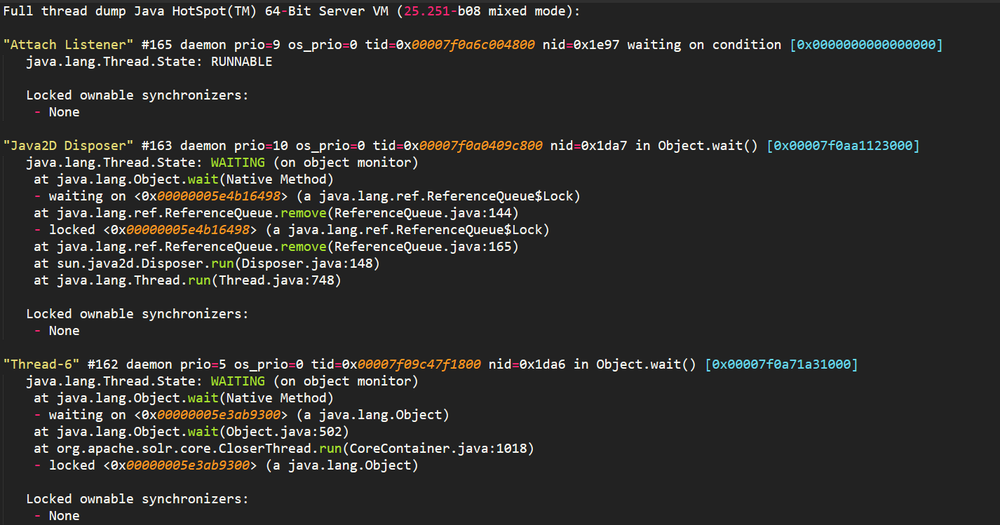 Full thread dump Java HotSpot(TM) 64-Bit Server VM (25.251-b08 mixed mode):
"Attach Listener" #165 daemon prio=9 os_prio=0 tid=0x00007f0a6c004800 nid=0x1e97 waiting on condition [0x0000000000000000]
java.lang.Thread.State: RUNNABLE
Locked ownable synchronizers:
- None
"Java2D Disposer" #163 daemon prio=10 os_prio=0 tid=0x00007f0a0409c800 nid=0x1da7 in Object.wait() [0x00007f0aa1123000]
java.lang.Thread.State: WAITING (on object monitor)
at java.lang.Object.wait(Native Method)
- waiting on <0x00000005e4b16498> (a java.lang.ref.ReferenceQueue$Lock)
at java.lang.ref.ReferenceQueue.remove(ReferenceQueue.java:144)
- locked <0x00000005e4b16498> (a java.lang.ref.ReferenceQueue$Lock)
at java.lang.ref.ReferenceQueue.remove(ReferenceQueue.java:165)
at sun.java2d.Disposer.run(Disposer.java:148)
at java.lang.Thread.run(Thread.java:748)
Locked ownable synchronizers:
- None
"Thread-6" #162 daemon prio=5 os_prio=0 tid=0x00007f09c47f1800 nid=0x1da6 in Object.wait() [0x00007f0a71a31000]
java.lang.Thread.State: WAITING (on object monitor)
at java.lang.Object.wait(Native Method)
- waiting on <0x00000005e3ab9300> (a java.lang.Object)
at java.lang.Object.wait(Object.java:502)
at org.apache.solr.core.CloserThread.run(CoreContainer.java:1018)
- locked <0x00000005e3ab9300> (a java.lang.Object)
Locked ownable synchronizers:
- None